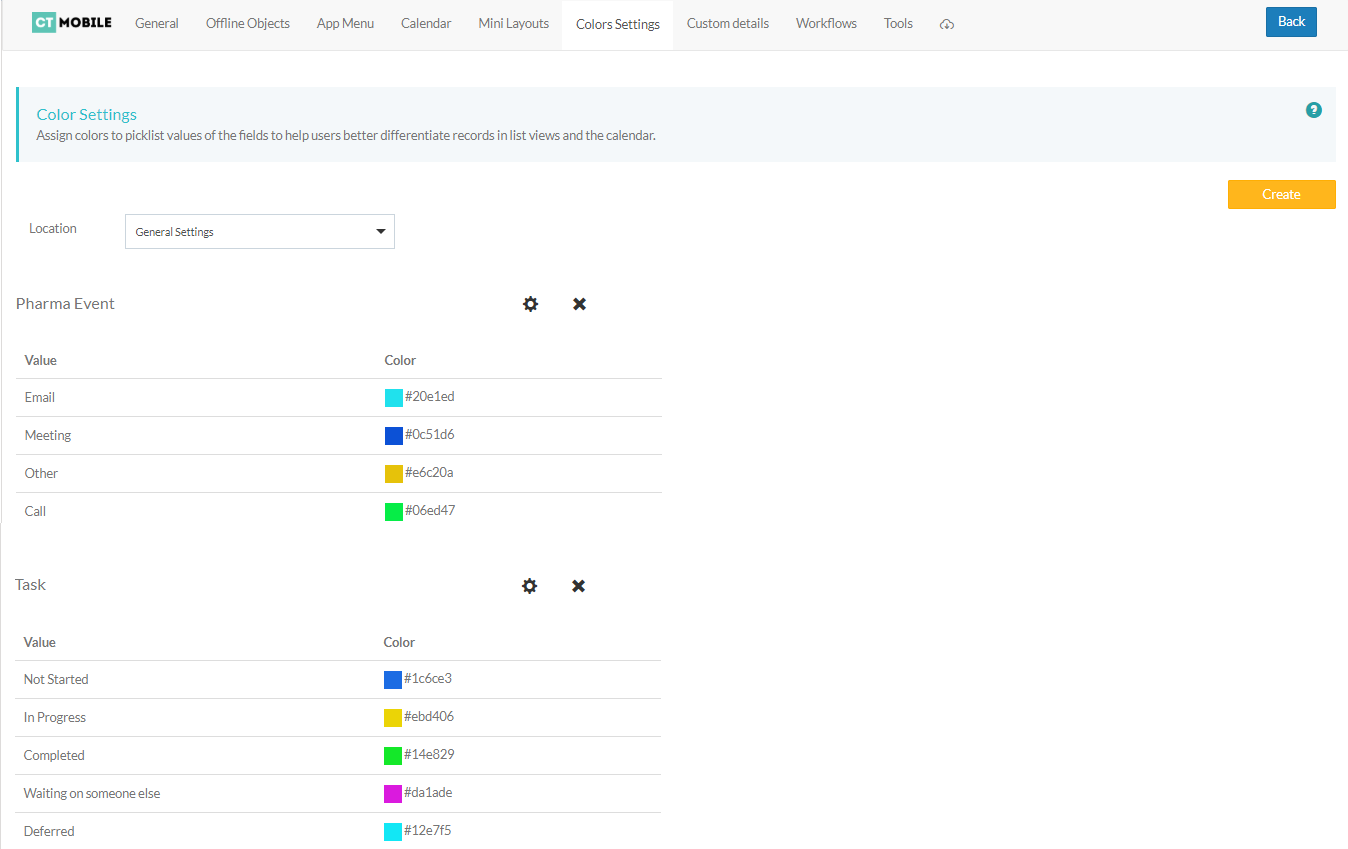 CT MOBILE General Offline Objects App Menu Calendar Mini Layouts Colors Settings Custom details Workflows Tools Back
Color Settings
?
Assign colors to picklist values of the fields to help users better differentiate records in list views and the calendar.
Create
Location General Settings
Pharma Event
Value Color
Email #20e1ed
Meeting #0c51d6
Other #e6c20a
Call #06ed47
Task
Value Color
Not Started #1c6ce3
In Progress #ebd406
Completed #14e829
Waiting on someone else #da1ade
Deferred #12e7f5